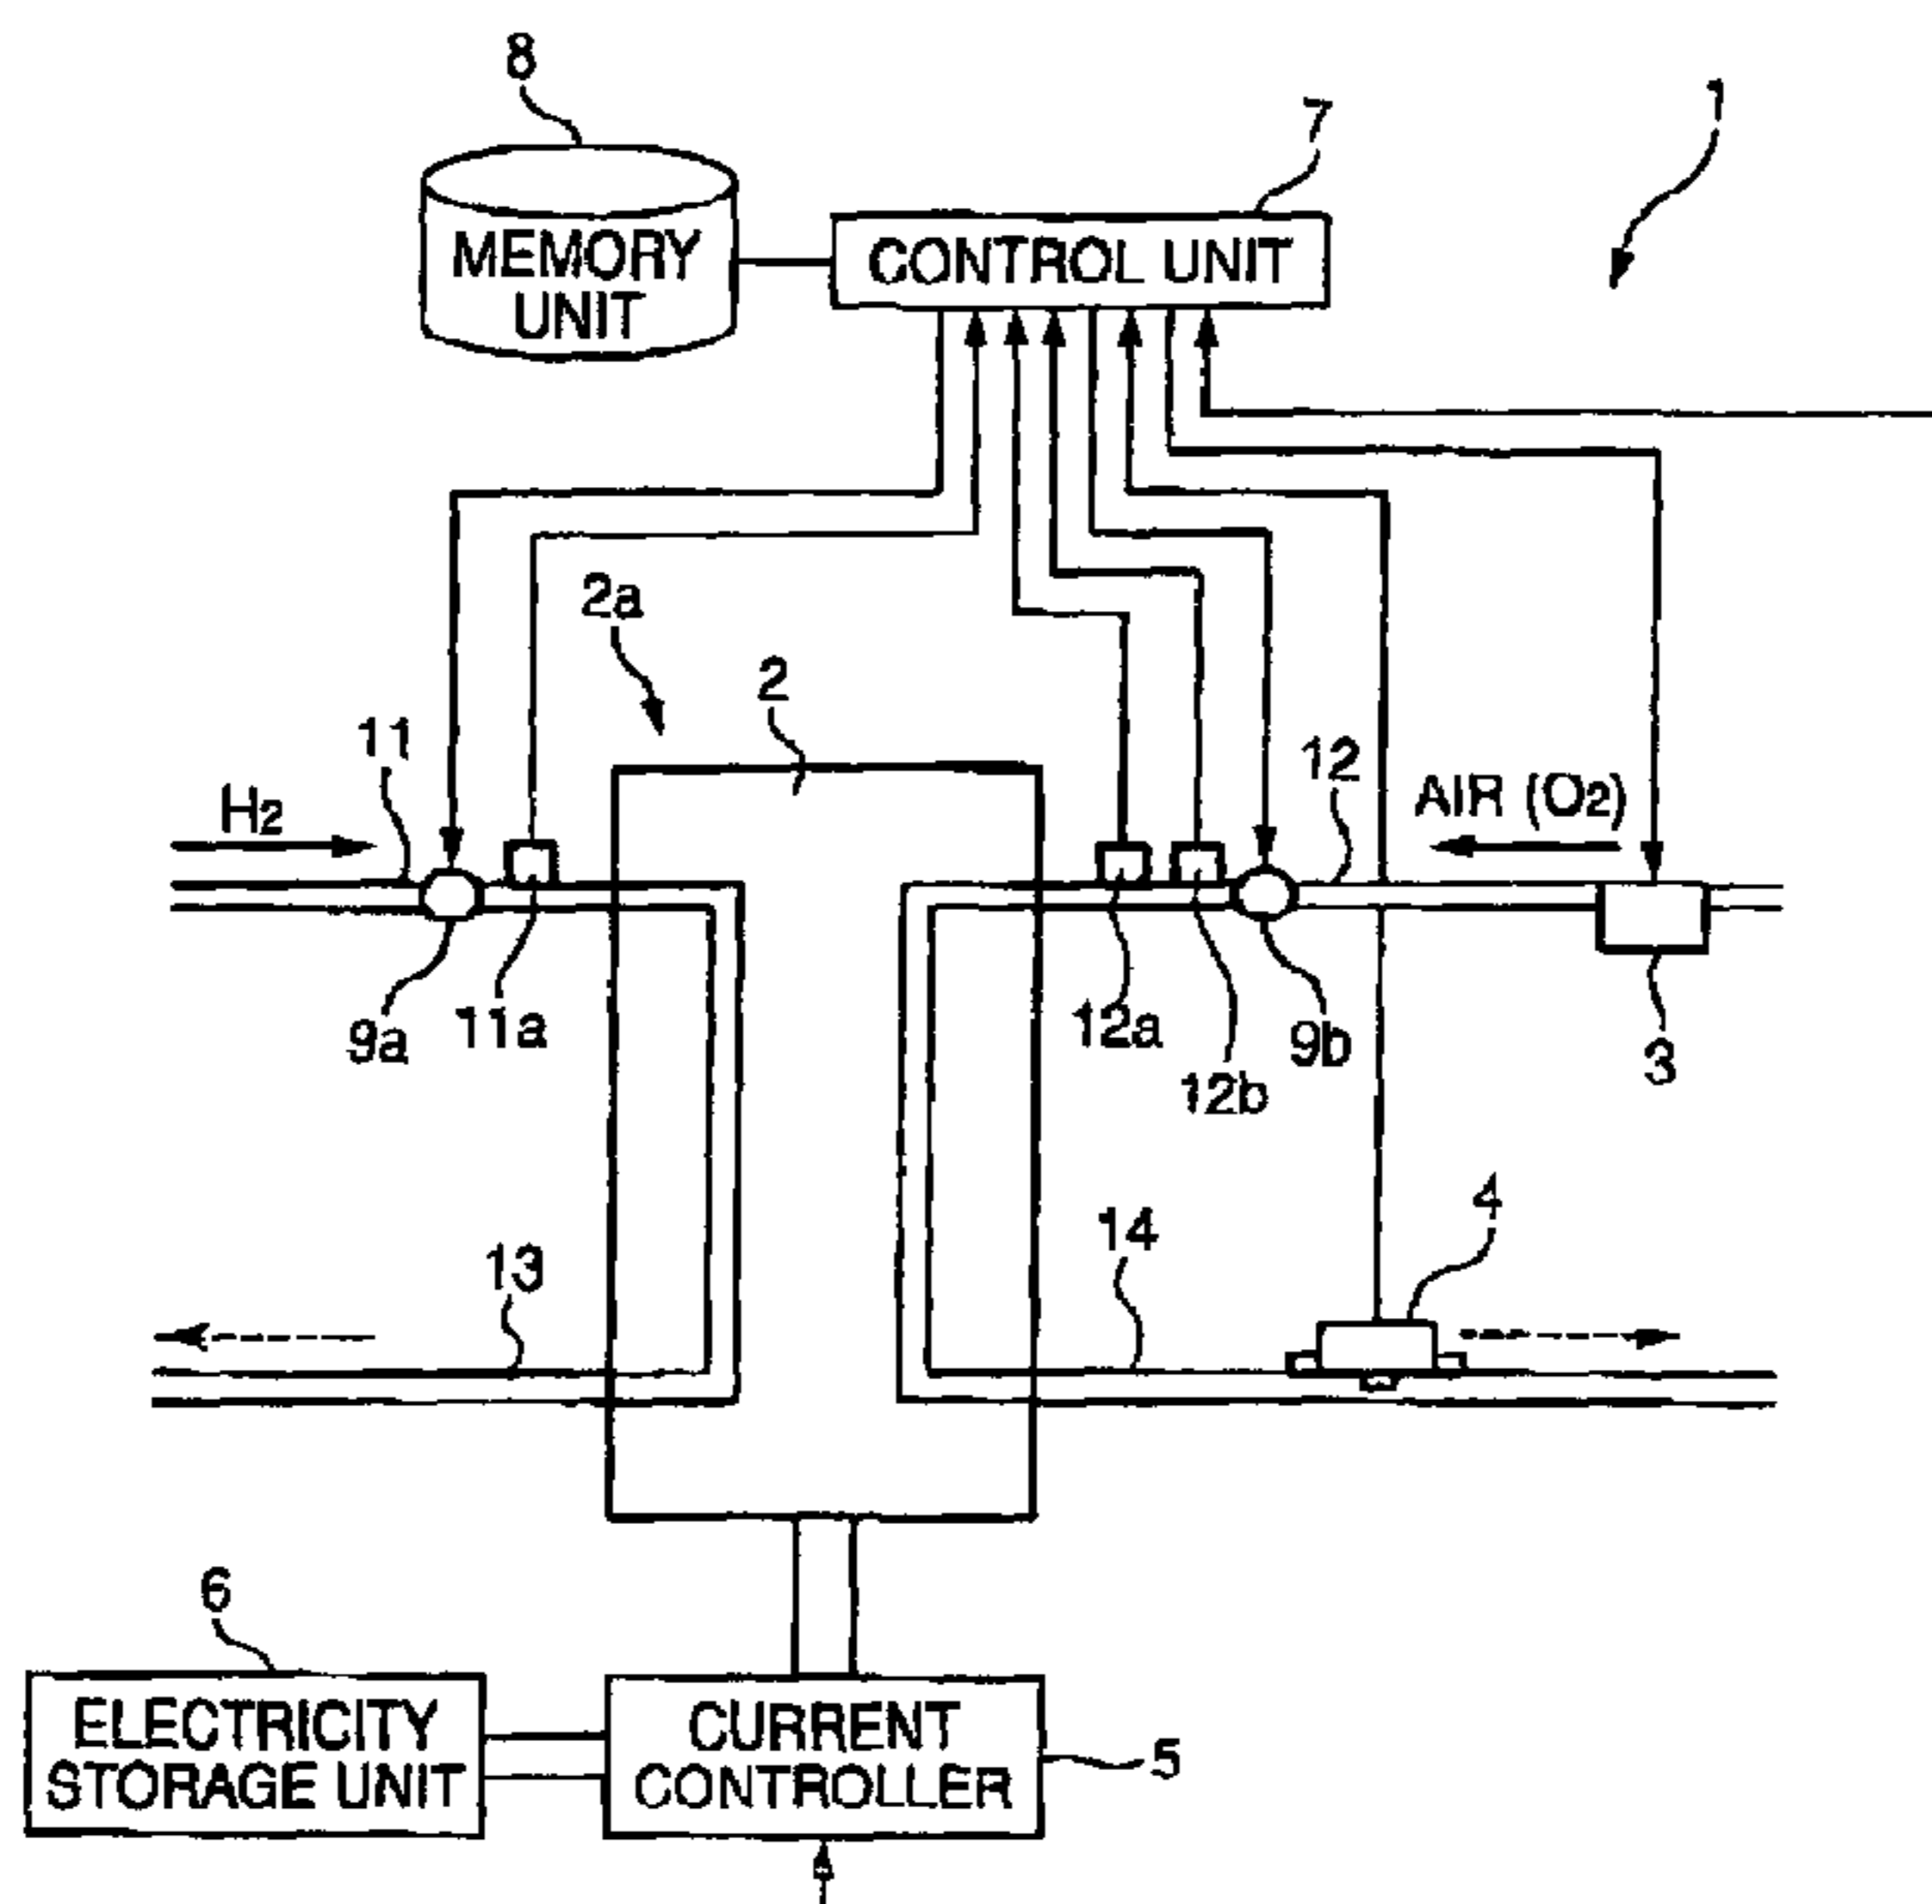 8
7
1
MEMORY
UNIT
CONTROL UNIT
2a
2
11
12
H2
AIR (O2)
9a
11a
12a
12b
9b
3
4
13
14
6
ELECTRICITY
STORAGE UNIT
CURRENT
CONTROLLER
5